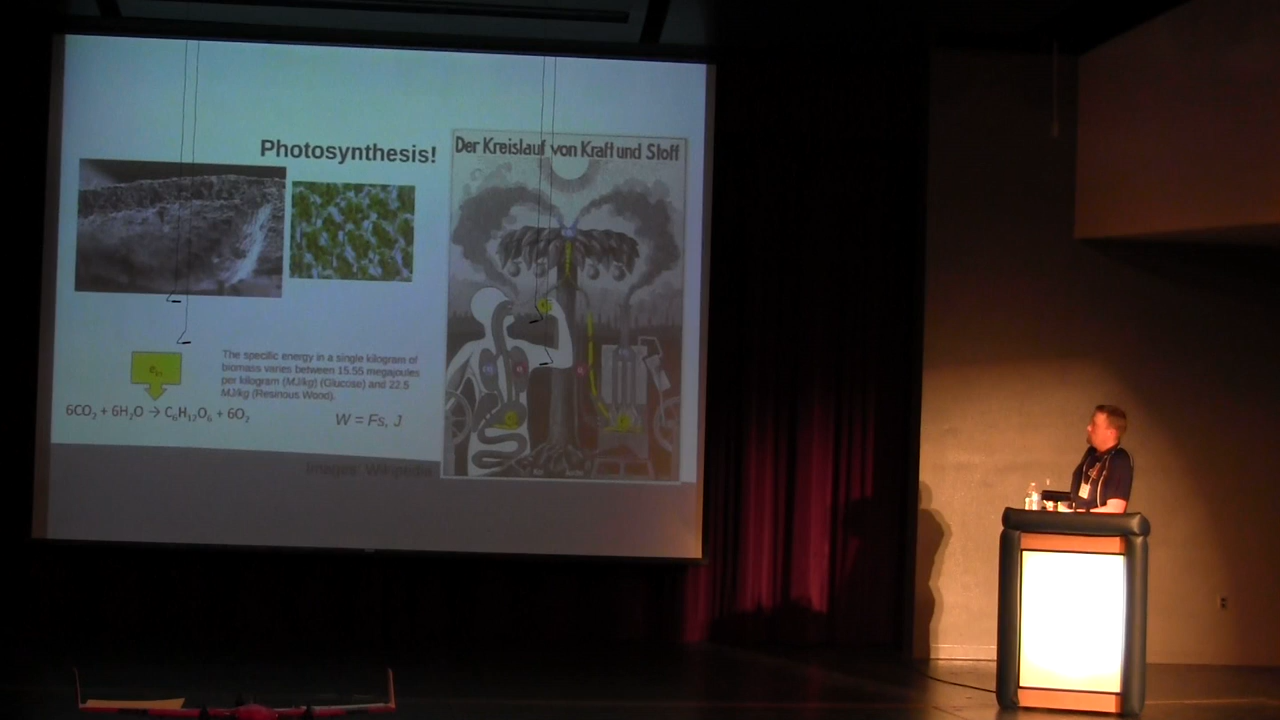 Photosynthesis!
Der Kreislauf von Kraft und Stoff
The specific energy in a single kilogram of
biomass varies between 15.55 megajoules
per kilogram (MJ/kg) (Glucose) and 22.5
MJ/kg (Resinous Wood).
6CO₂ + 6H₂O → C₆H₁₂O₆ + 6O₂
W = Fs, J
Images: Wikipedia